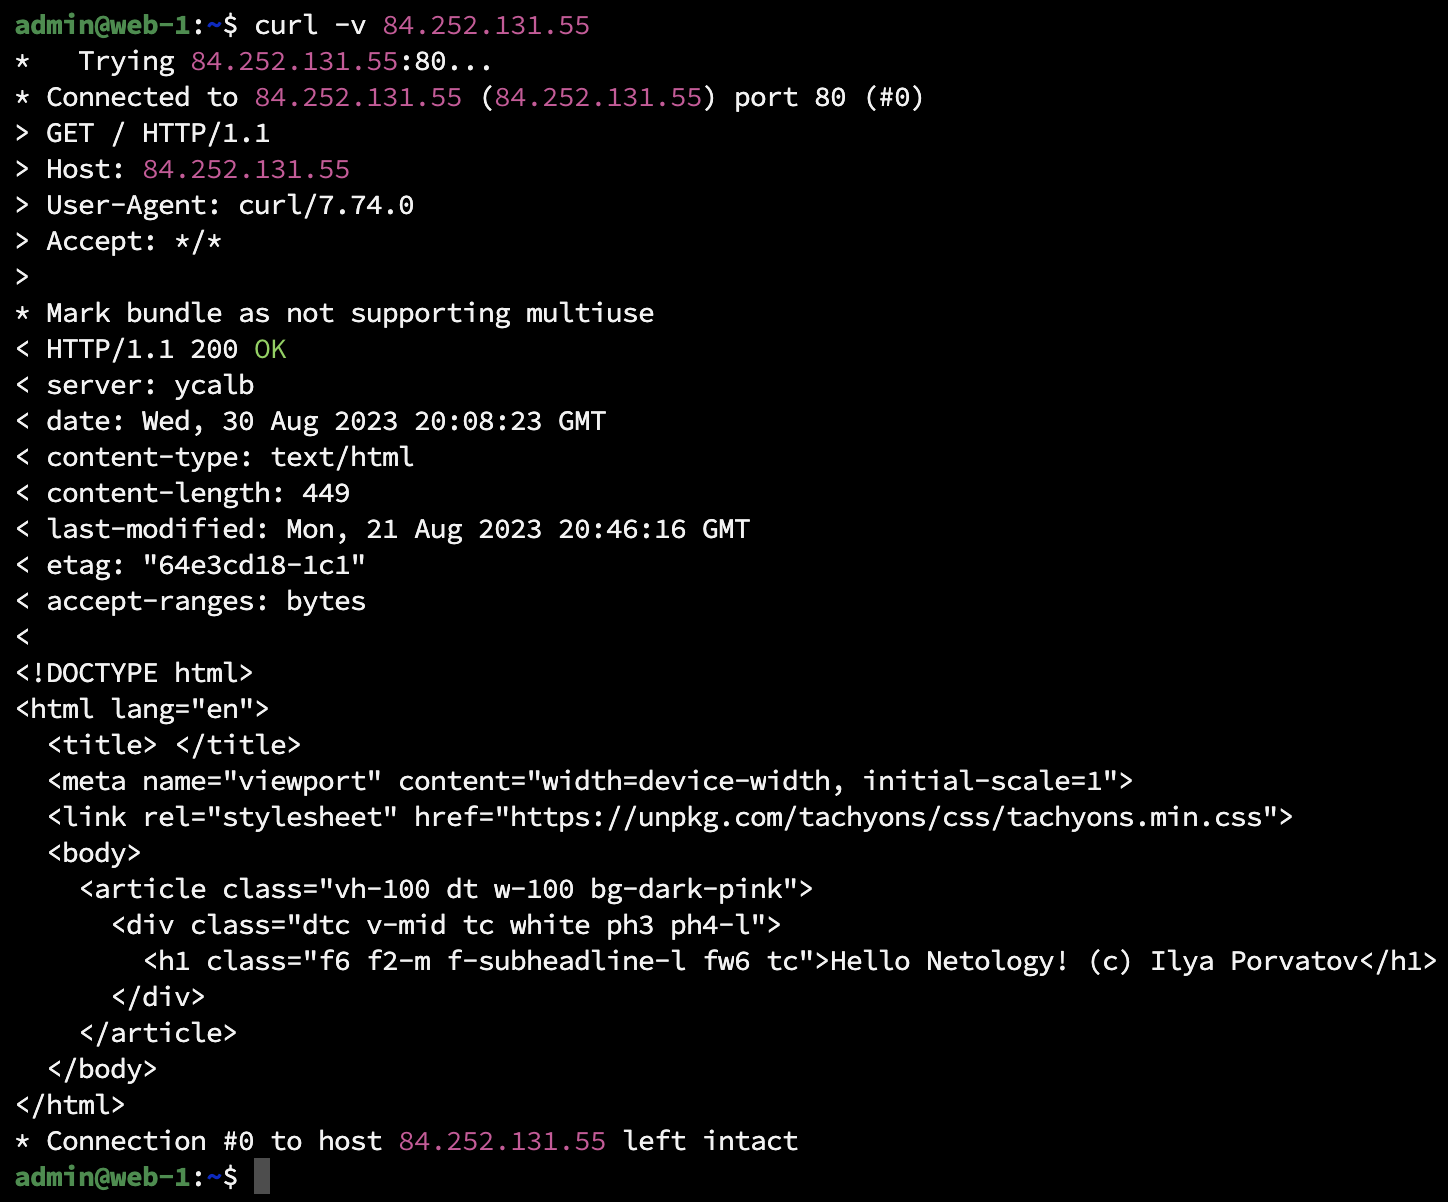 admin@web-1:~$ curl -v 84.252.131.55
*   Trying 84.252.131.55:80...
* Connected to 84.252.131.55 (84.252.131.55) port 80 (#0)
> GET / HTTP/1.1
> Host: 84.252.131.55
> User-Agent: curl/7.74.0
> Accept: */*
>
* Mark bundle as not supporting multiuse
< HTTP/1.1 200 OK
< server: ycalb
< date: Wed, 30 Aug 2023 20:08:23 GMT
< content-type: text/html
< content-length: 449
< last-modified: Mon, 21 Aug 2023 20:46:16 GMT
< etag: "64e3cd18-1c1"
< accept-ranges: bytes
<
<!DOCTYPE html>
<html lang="en">
  <title> </title>
  <meta name="viewport" content="width=device-width, initial-scale=1">
  <link rel="stylesheet" href="https://unpkg.com/tachyons/css/tachyons.min.css">
  <body>
    <article class="vh-100 dt w-100 bg-dark-pink">
      <div class="dtc v-mid tc white ph3 ph4-l">
        <h1 class="f6 f2-m f-subheadline-l fw6 tc">Hello Netology! (c) Ilya Porvatov</h1>
      </div>
    </article>
  </body>
</html>
* Connection #0 to host 84.252.131.55 left intact
admin@web-1:~$